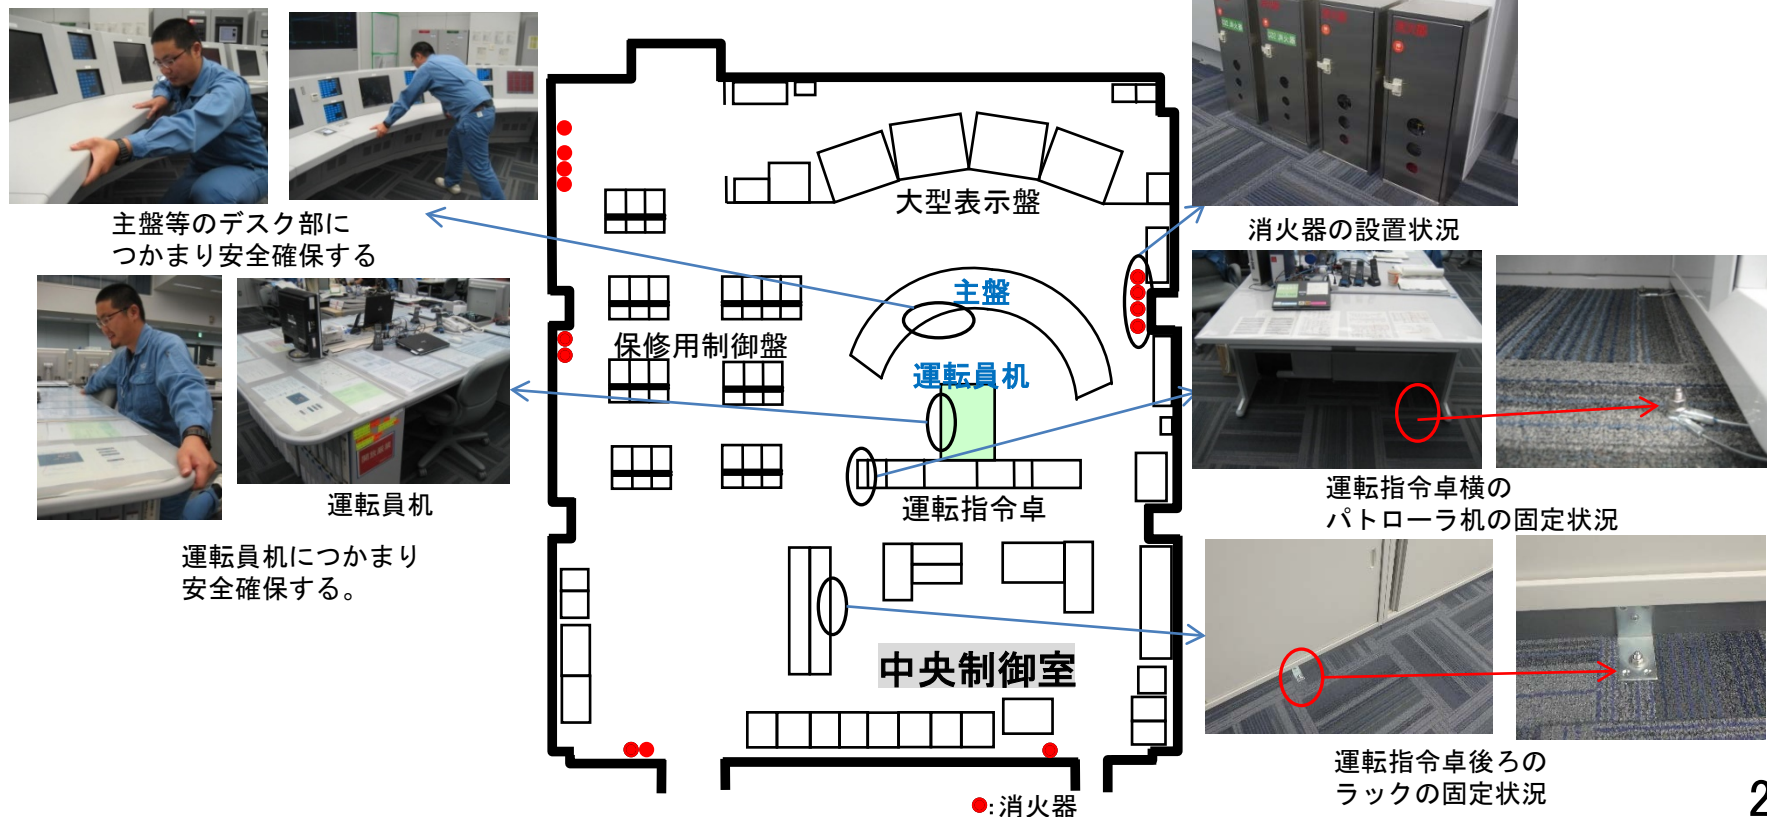 主盤等のデスク部に
つかまり安全確保する
運転員机
運転員机につかまり
安全確保する。
大型表示盤
主盤
保修用制御盤
運転員机
運転指令卓
中央制御室
●:消火器
消火器の設置状況
運転指令卓横の
パトローラ机の固定状況
運転指令卓後ろの
ラックの固定状況
2